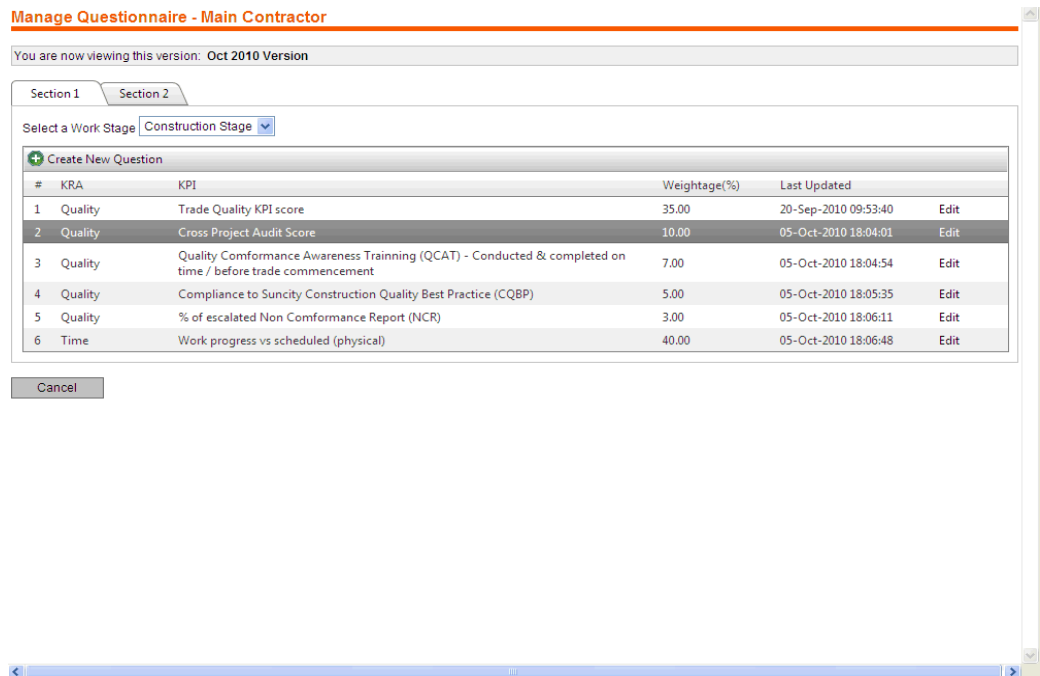 Manage Questionnaire - Main Contractor
You are now viewing this version: Oct 2010 Version
Section 1 Section 2
Select a Work Stage Construction Stage
Create New Question
# KRA KPI Weightage(%) Last Updated
1 Quality Trade Quality KPI score 35.00 20-Sep-2010 09:53:40 Edit
2 Quality Cross Project Audit Score 10.00 05-Oct-2010 18:04:01 Edit
3 Quality Quality Comformance Awareness Trainning (QCAT) - Conducted & completed on
time / before trade commencement 7.00 05-Oct-2010 18:04:54 Edit
4 Quality Compliance to Suncity Construction Quality Best Practice (CQBP) 5.00 05-Oct-2010 18:05:35 Edit
5 Quality % of escalated Non Comformance Report (NCR) 3.00 05-Oct-2010 18:06:11 Edit
6 Time Work progress vs scheduled (physical) 40.00 05-Oct-2010 18:06:48 Edit
Cancel